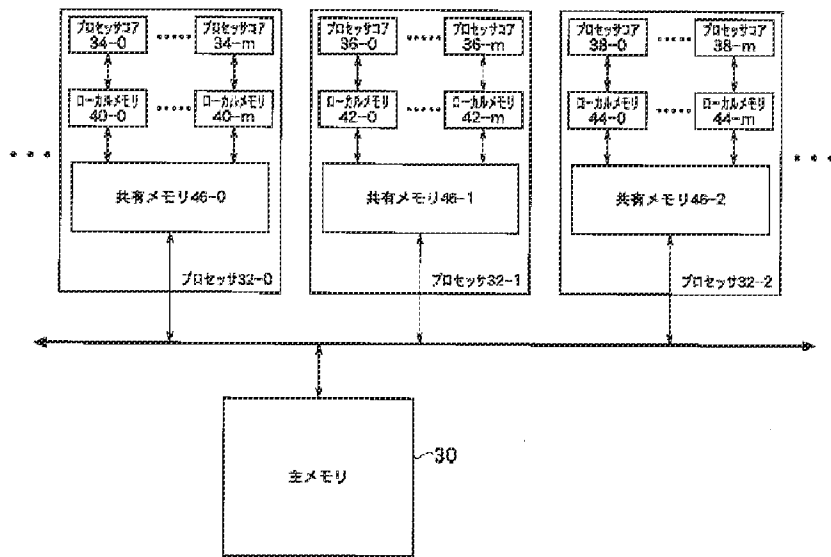 プロセッサコア
34-0
プロセッサコア
34-m
ローカルメモリ
40-0
ローカルメモリ
40-m
共有メモリ46-0
プロセッサ32-0
プロセッサコア
36-0
プロセッサコア
36-m
ローカルメモリ
42-0
ローカルメモリ
42-m
共有メモリ46-1
プロセッサ32-1
プロセッサコア
38-0
プロセッサコア
38-m
ローカルメモリ
44-0
ローカルメモリ
44-m
共有メモリ46-2
プロセッサ32-2
主メモリ
30